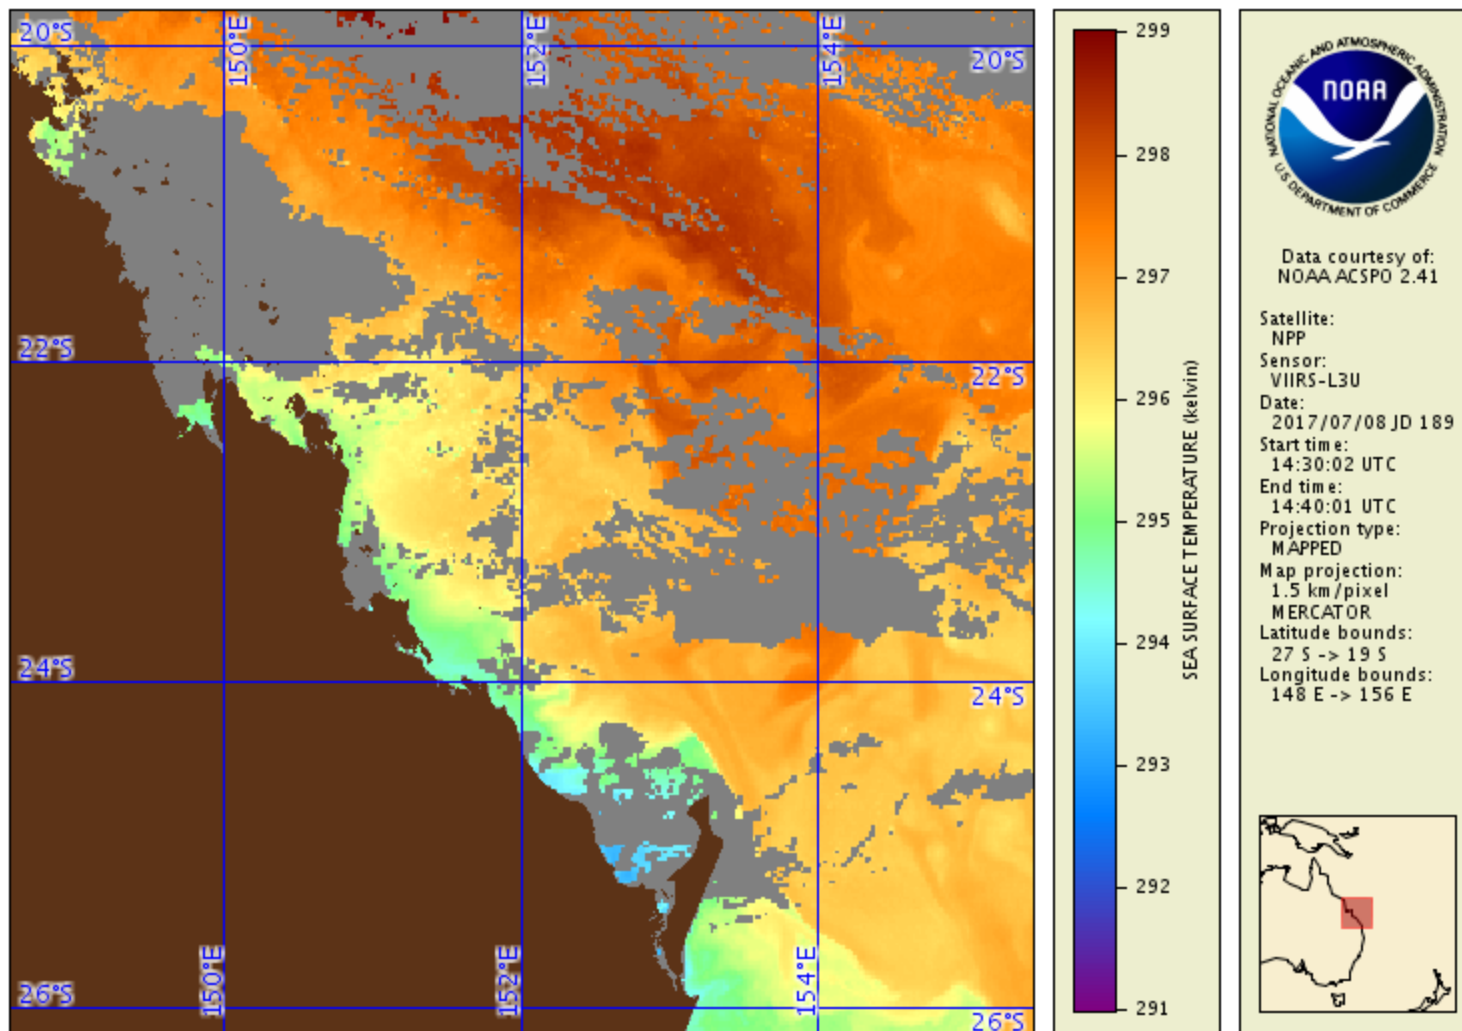 20°S
150°E
152°E
154°E
20°S
22°S
22°S
24°S
24°S
26°S
150°E
152°E
154°E
26°S
299
298
297
296
295
294
293
292
291
SEA SURFACE TEMPERATURE (kelvin)
NATIONAL OCEANIC AND ATMOSPHERIC ADMINISTRATION
NOAA
U.S. DEPARTMENT OF COMMERCE
Data courtesy of:
NOAA ACSPO 2.41
Satellite:
NPP
Sensor:
VIIRS-L3U
Date:
2017/07/08 JD 189
Start time:
14:30:02 UTC
End time:
14:40:01 UTC
Projection type:
MAPPED
Map projection:
1.5 km/pixel
MERCATOR
Latitude bounds:
27 S -> 19 S
Longitude bounds:
148 E -> 156 E